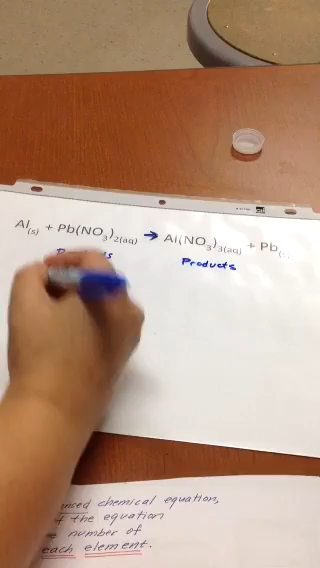 Al(s) + Pb(NO3)2(aq) → Al(NO3)3(aq) + Pb(s)
Products
chemical equation,
the equation
number of
each element.